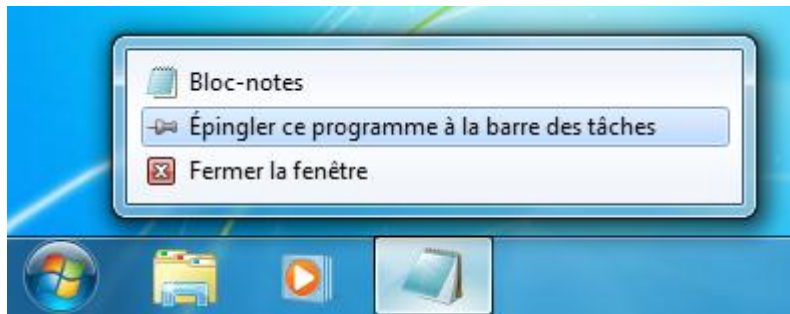 Bloc-notes
Épingler ce programme à la barre des tâches
Fermer la fenêtre